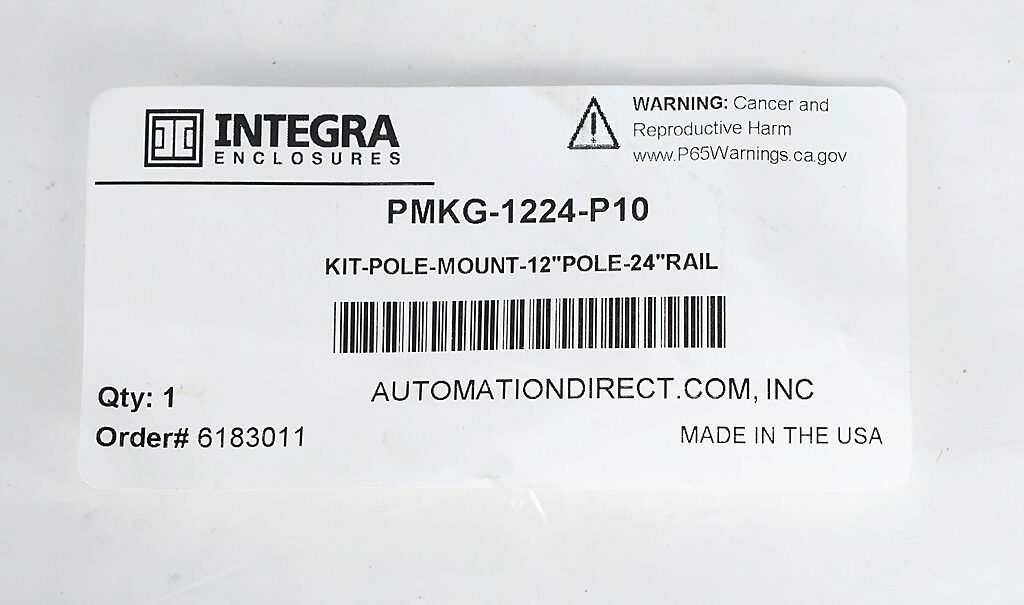 INTEGRA
ENCLOSURES
WARNING: Cancer and
Reproductive Harm
www.P65Warnings.ca.gov
PMKG-1224-P10
KIT-POLE-MOUNT-12"POLE-24"RAIL
AUTOMATIONDIRECT.COM, INC
Qty: 1
Order# 6183011
MADE IN THE USA